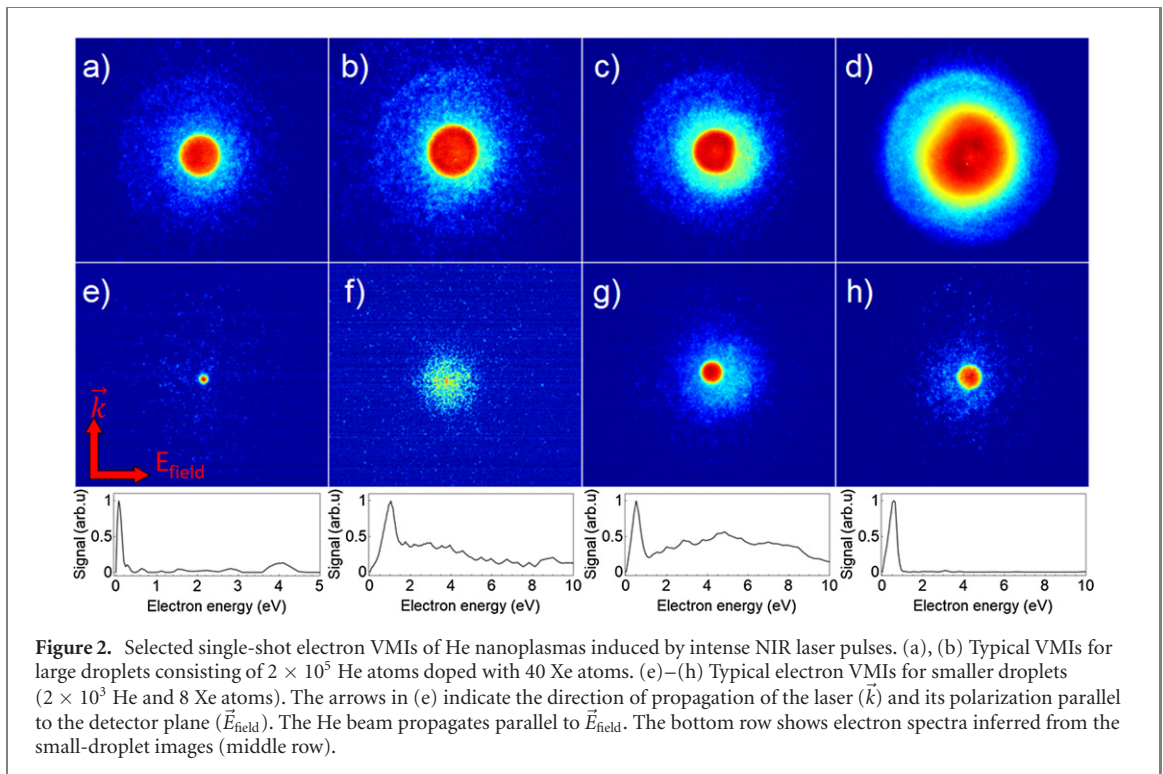 a) b) c) d)
e) f) g) h)
k
E_field
Signal (arb.u)
1
0.5
0
0 1 2 3 4 5
Electron energy (eV)
Signal (arb.u)
1
0.5
0
0 2 4 6 8 10
Electron energy (eV)
Signal (arb.u)
1
0.5
0
0 2 4 6 8 10
Electron energy (eV)
Signal (arb.u)
1
0.5
0
0 2 4 6 8 10
Electron energy (eV)
Figure 2. Selected single-shot electron VMIs of He nanoplasmas induced by intense NIR laser pulses. (a), (b) Typical VMIs for
large droplets consisting of 2 × 10⁵ He atoms doped with 40 Xe atoms. (e)–(h) Typical electron VMIs for smaller droplets
(2 × 10³ He and 8 Xe atoms). The arrows in (e) indicate the direction of propagation of the laser (k⃗) and its polarization parallel
to the detector plane (E⃗_field). The He beam propagates parallel to E⃗_field. The bottom row shows electron spectra inferred from the
small-droplet images (middle row).